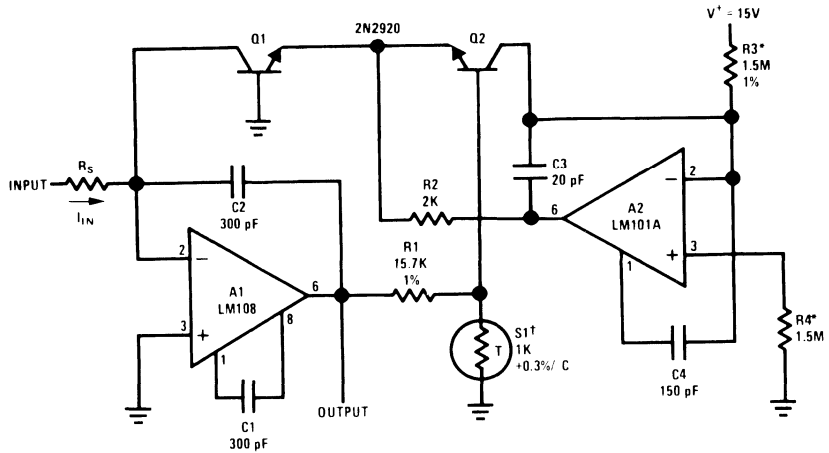 2N2920
V+ = 15V
Q1
Q2
R3*
1.5M
1%
RS
INPUT
IIN
C2
300 pF
R2
2K
C3
20 pF
6
A2
LM101A
2
−
3
+
1
2
−
A1
LM108
6
8
3
+
1
R1
15.7K
1%
S1†
1K
+0.3%/ C
T
R4*
1.5M
C4
150 pF
C1
300 pF
OUTPUT